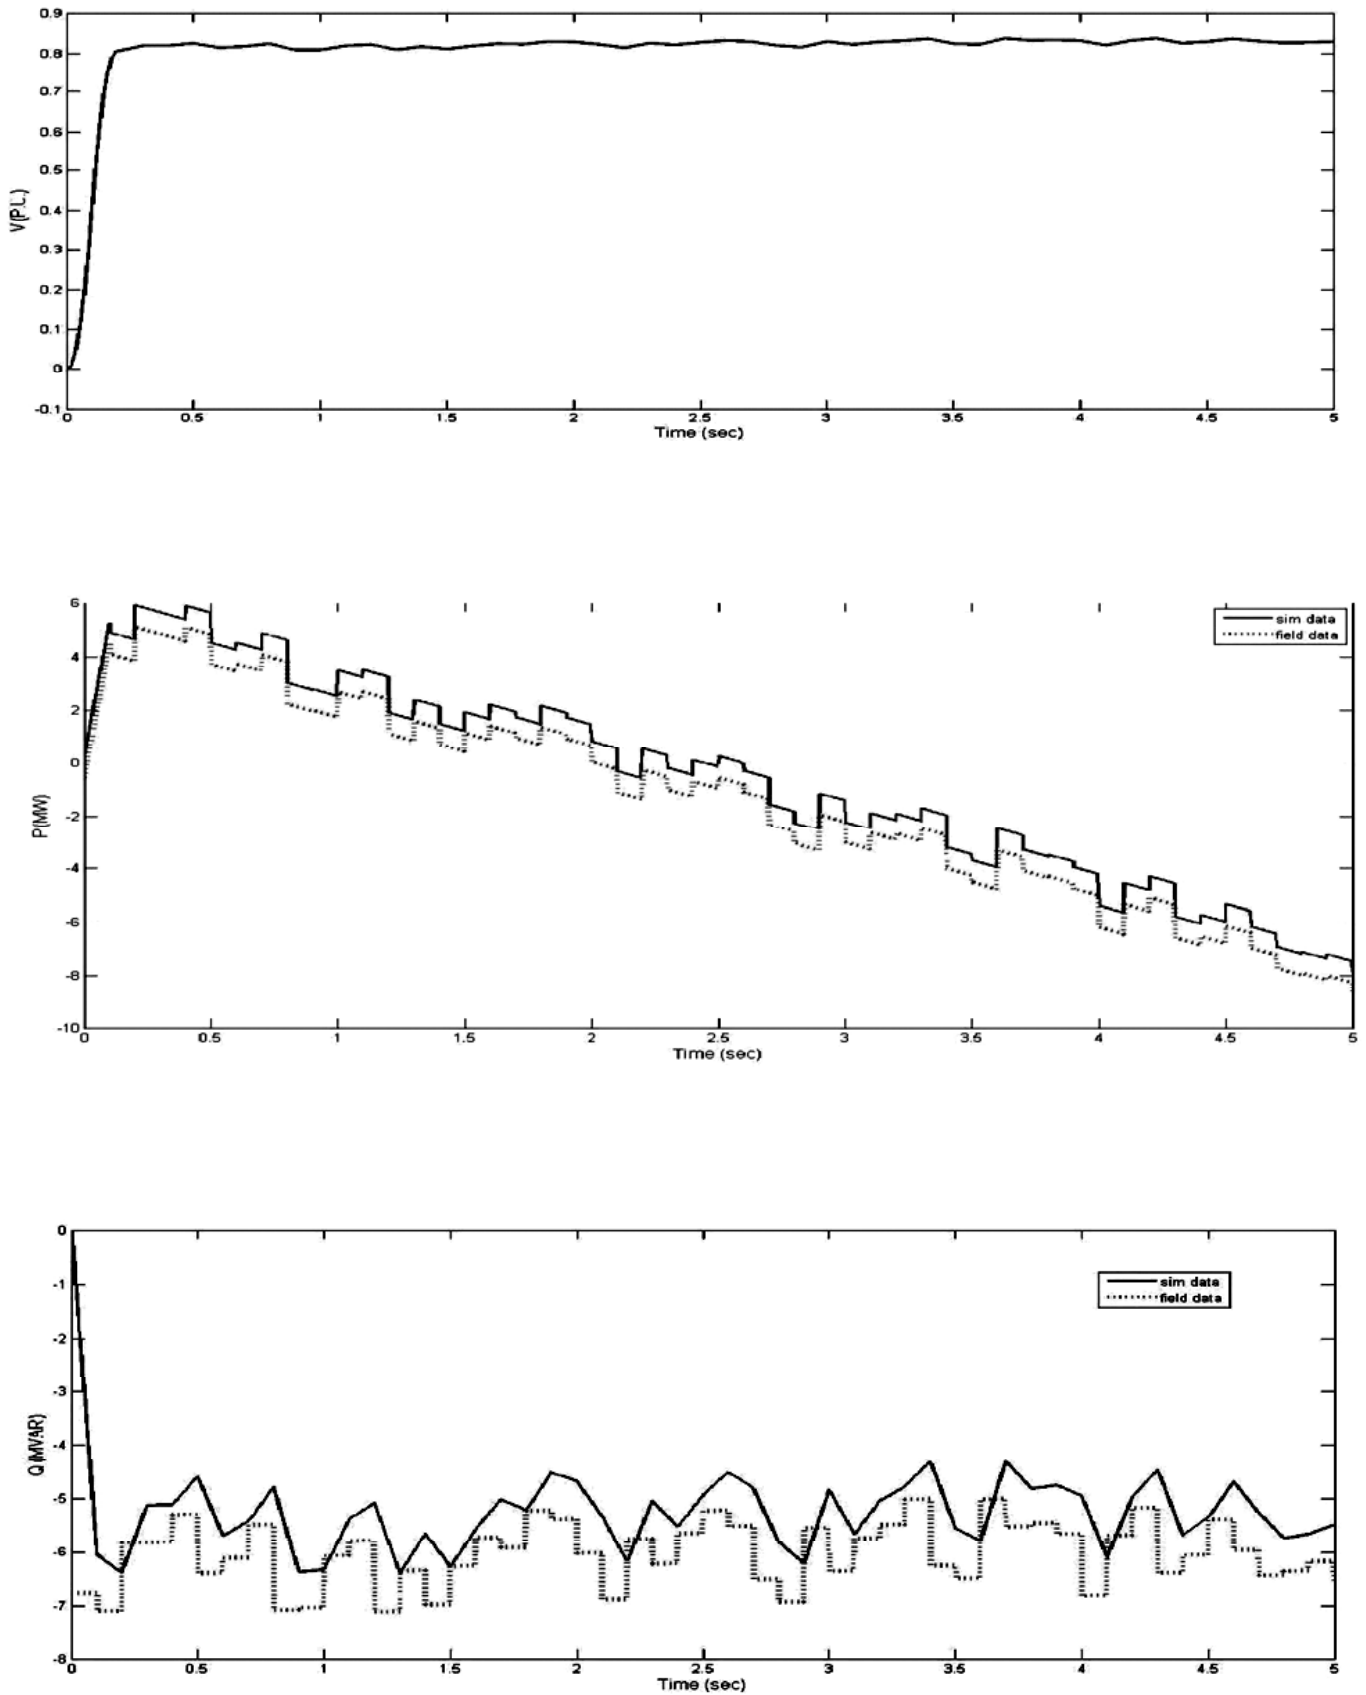 0.9
0.8
0.7
0.6
0.5
0.4
0.3
0.2
0.1
0
-0.1
V(P.U.)
0 0.5 1 1.5 2 2.5 3 3.5 4 4.5 5
Time (sec)
6
4
2
0
-2
-4
-6
-8
-10
P(MW)
sim data
field data
0 0.5 1 1.5 2 2.5 3 3.5 4 4.5 5
Time (sec)
0
-1
-2
-3
-4
-5
-6
-7
-8
Q(MVAR)
sim data
field data
0 0.5 1 1.5 2 2.5 3 3.5 4 4.5 5
Time (sec)